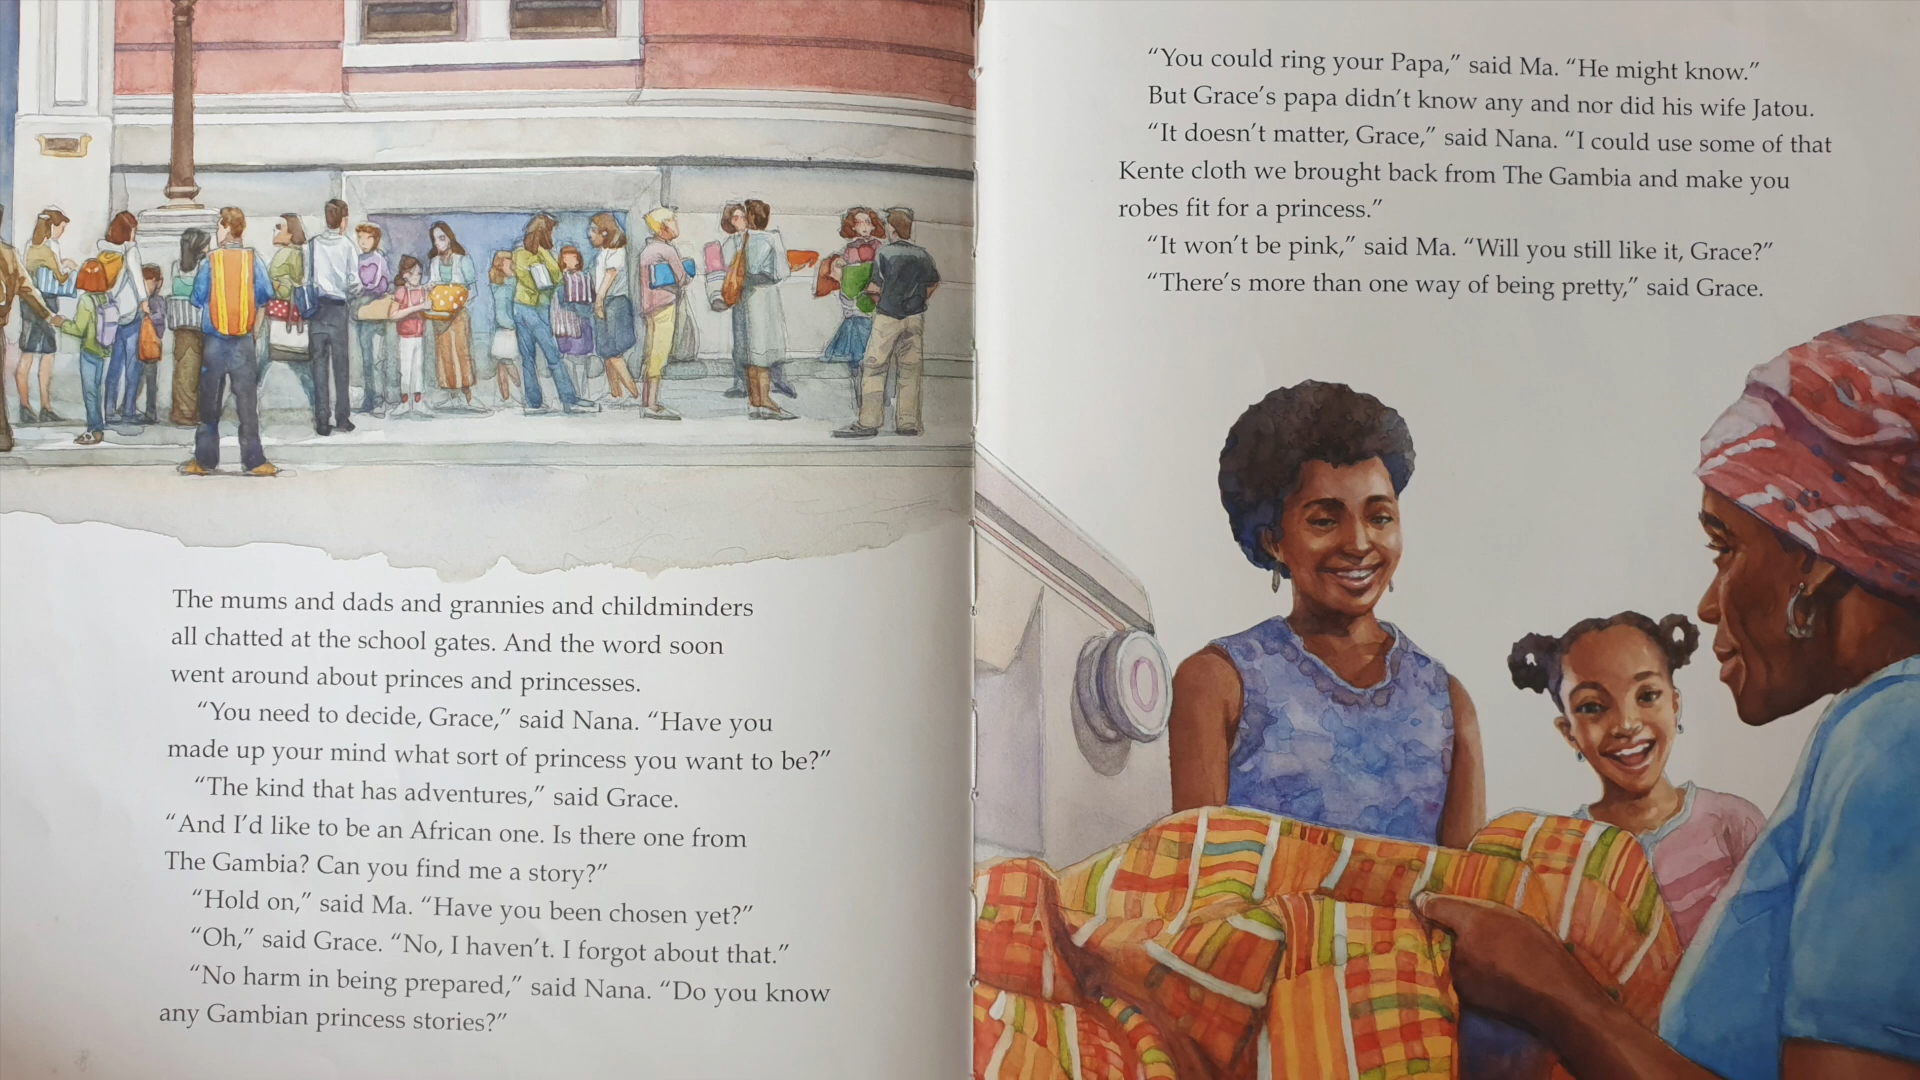 The mums and dads and grannies and childminders
all chatted at the school gates. And the word soon
went around about princes and princesses.
“You need to decide, Grace,” said Nana. “Have you
made up your mind what sort of princess you want to be?”
“The kind that has adventures,” said Grace.
“And I’d like to be an African one. Is there one from
The Gambia? Can you find me a story?”
“Hold on,” said Ma. “Have you been chosen yet?”
“Oh,” said Grace. “No, I haven’t. I forgot about that.”
“No harm in being prepared,” said Nana. “Do you know
any Gambian princess stories?”
“You could ring your Papa,” said Ma. “He might know.”
But Grace’s papa didn’t know any and nor did his wife Jatou.
“It doesn’t matter, Grace,” said Nana. “I could use some of that
Kente cloth we brought back from The Gambia and make you
robes fit for a princess.”
“It won’t be pink,” said Ma. “Will you still like it, Grace?”
“There’s more than one way of being pretty,” said Grace.